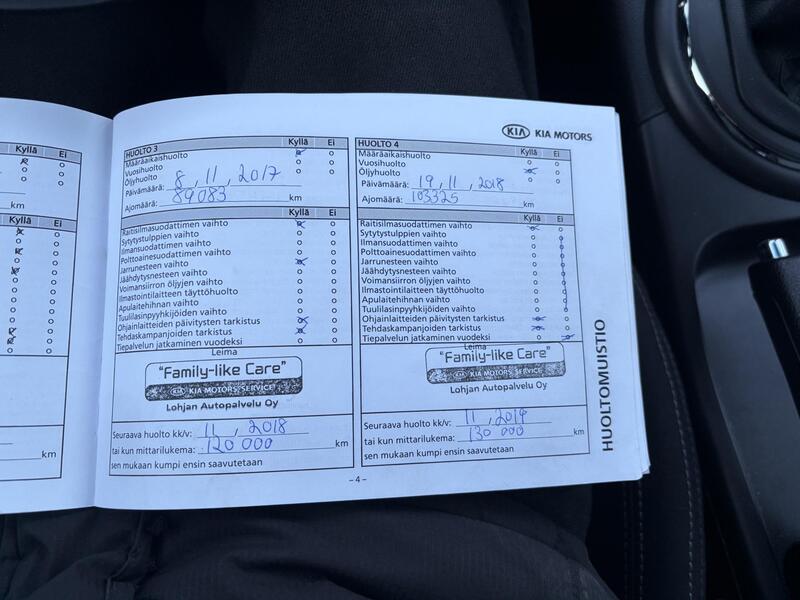 Kyllä Ei
Kyllä Ei
km
HUOLTO 3 Kyllä Ei
Määräaikaishuolto
Vuosihuolto
Öljyhuolto
Päivämäärä: 8, 11, 2017
Ajomäärä: 89083 km
Kyllä Ei
Raitisilmasuodattimen vaihto
Sytytystulppien vaihto
Ilmansuodattimen vaihto
Polttoainesuodattimen vaihto
Jarrunesteen vaihto
Jäähdytysnesteen vaihto
Voimansiirron öljyjen vaihto
Ilmastointilaitteen täyttöhuolto
Apulaitehihnan vaihto
Tuulilasinpyyhkijöiden vaihto
Ohjainlaitteiden päivitysten tarkistus
Tehdaskampanjoiden tarkistus
Tiepalvelun jatkaminen vuodeksi
Leima
"Family-like Care"
KIA KIA MOTORS SERVICE
Lohjan Autopalvelu Oy
Seuraava huolto kk/v: 11, 2018
tai kun mittarilukema: 120 000 km
sen mukaan kumpi ensin saavutetaan
KIA KIA MOTORS
HUOLTO 4 Kyllä Ei
Määräaikaishuolto
Vuosihuolto
Öljyhuolto
Päivämäärä: 19, 11, 2018
Ajomäärä: 103325 km
Kyllä Ei
Raitisilmasuodattimen vaihto
Sytytystulppien vaihto
Ilmansuodattimen vaihto
Polttoainesuodattimen vaihto
Jarrunesteen vaihto
Jäähdytysnesteen vaihto
Voimansiirron öljyjen vaihto
Ilmastointilaitteen täyttöhuolto
Apulaitehihnan vaihto
Tuulilasinpyyhkijöiden vaihto
Ohjainlaitteiden päivitysten tarkistus
Tehdaskampanjoiden tarkistus
Tiepalvelun jatkaminen vuodeksi
Leima
"Family-like Care"
KIA KIA MOTORS SERVICE
Lohjan Autopalvelu Oy
Seuraava huolto kk/v: 11, 2019
tai kun mittarilukema: 130 000 km
sen mukaan kumpi ensin saavutetaan
HUOLTOMUISTIO
- 4 -